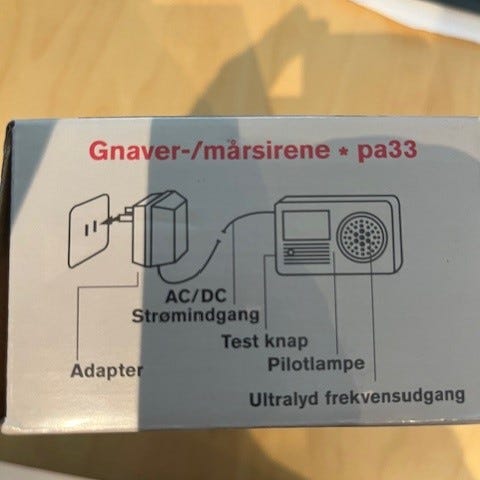 Gnaver-/mårsirene * pa33
AC/DC
Strømindgang
Test knap
Adapter
Pilotlampe
Ultralyd frekvensudgang